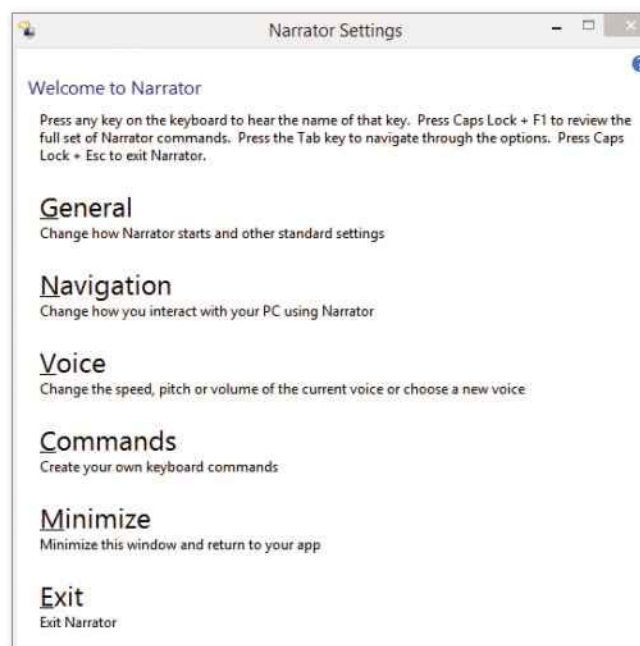 Narrator Settings
Welcome to Narrator
Press any key on the keyboard to hear the name of that key. Press Caps Lock + F1 to review the
full set of Narrator commands. Press the Tab key to navigate through the options. Press Caps
Lock + Esc to exit Narrator.
General
Change how Narrator starts and other standard settings
Navigation
Change how you interact with your PC using Narrator
Voice
Change the speed, pitch or volume of the current voice or choose a new voice
Commands
Create your own keyboard commands
Minimize
Minimize this window and return to your app
Exit
Exit Narrator